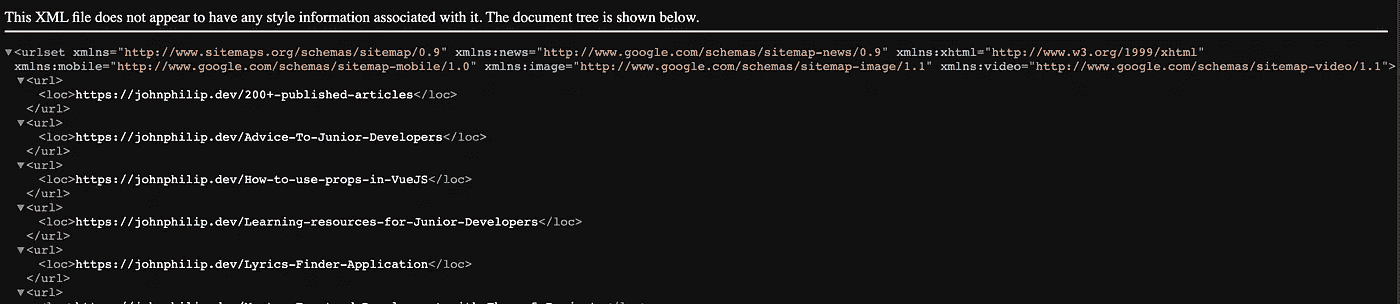 This XML file does not appear to have any style information associated with it. The document tree is shown below.
▼<urlset xmlns="http://www.sitemaps.org/schemas/sitemap/0.9" xmlns:news="http://www.google.com/schemas/sitemap-news/0.9" xmlns:xhtml="http://www.w3.org/1999/xhtml"
xmlns:mobile="http://www.google.com/schemas/sitemap-mobile/1.0" xmlns:image="http://www.google.com/schemas/sitemap-image/1.1" xmlns:video="http://www.google.com/schemas/sitemap-video/1.1">
▼<url>
<loc>https://johnphilip.dev/200+-published-articles</loc>
</url>
▼<url>
<loc>https://johnphilip.dev/Advice-To-Junior-Developers</loc>
</url>
▼<url>
<loc>https://johnphilip.dev/How-to-use-props-in-VueJS</loc>
</url>
▼<url>
<loc>https://johnphilip.dev/Learning-resources-for-Junior-Developers</loc>
</url>
▼<url>
<loc>https://johnphilip.dev/Lyrics-Finder-Application</loc>
</url>
▼<url>